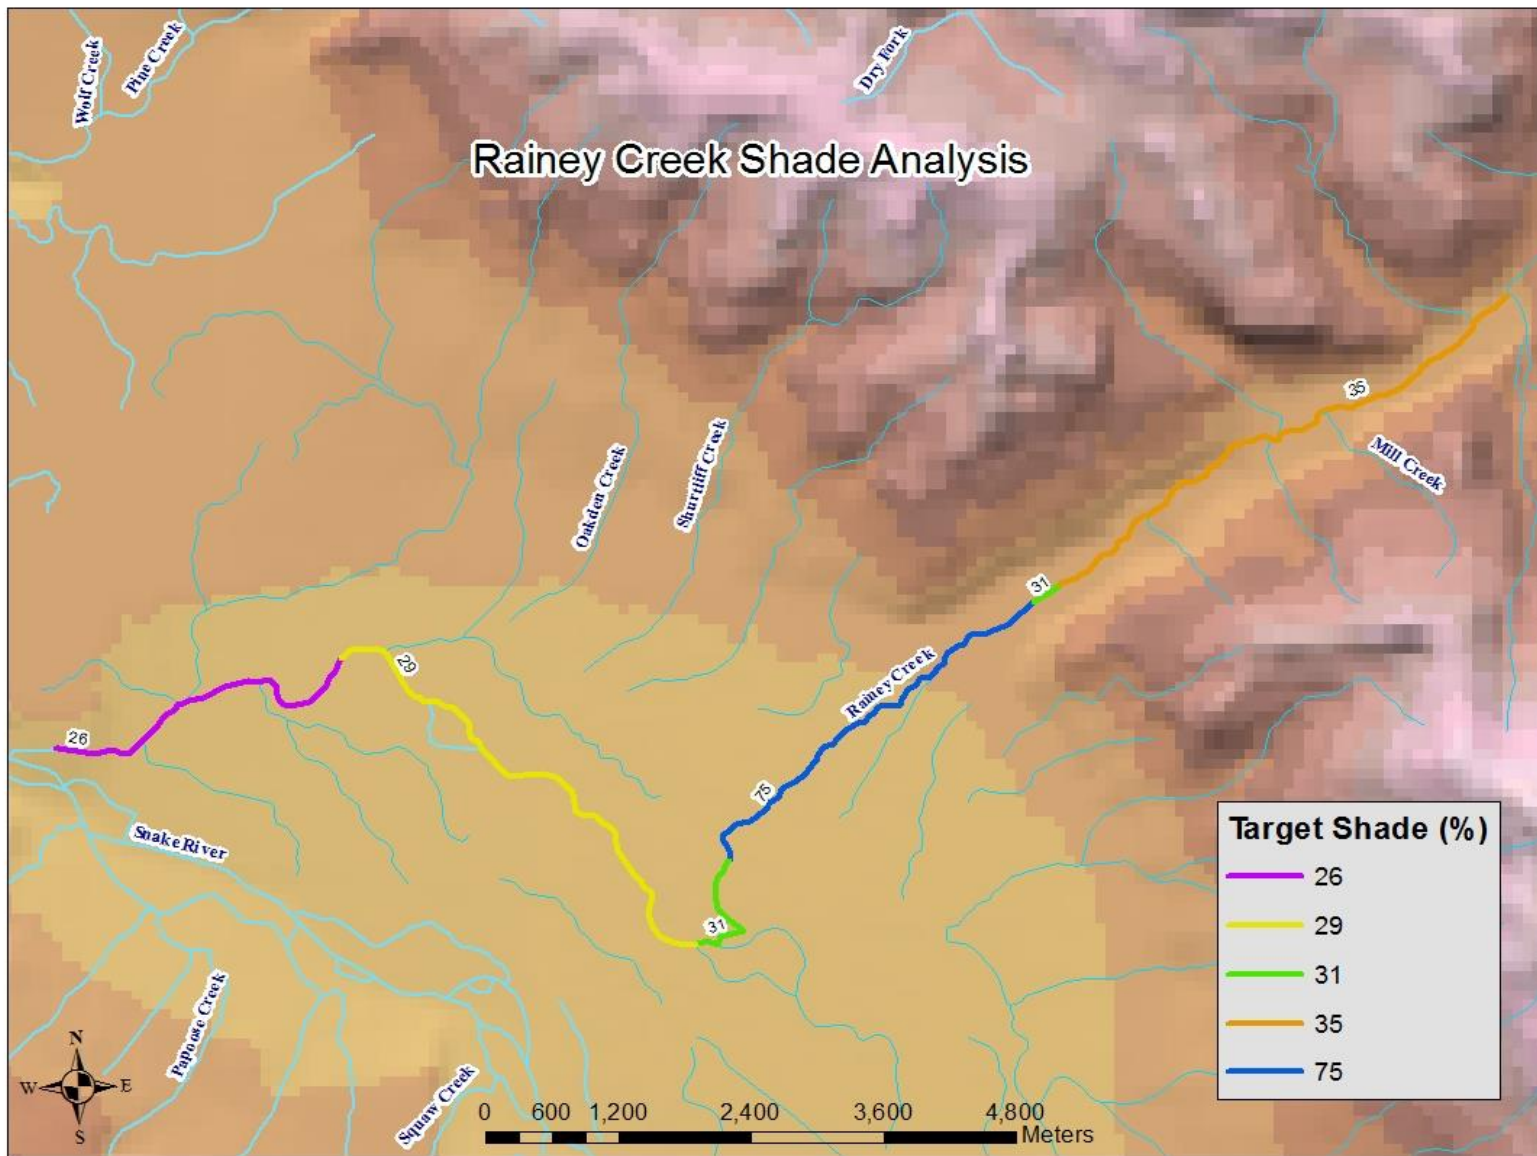 Wolf Creek
Pine Creek
Dry Fork
Rainey Creek Shade Analysis
35
Mill Creek
Oakden Creek
Shurtliff Creek
31
29
Rainey Creek
26
75
Snake River
31
Papoose Creek
Squaw Creek
N
W
E
S
0 600 1,200 2,400 3,600 4,800
Meters
Target Shade (%)
26
29
31
35
75